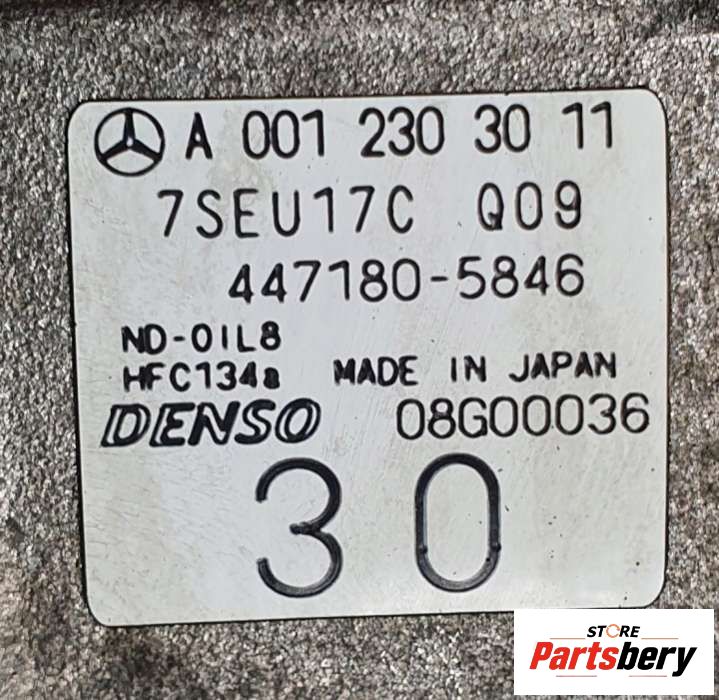 A 001 230 30 11
7SEU17C Q09
447180-5846
ND-OIL8
HFC134a MADE IN JAPAN
DENSO 08G00036
30
STORE
Partsbery